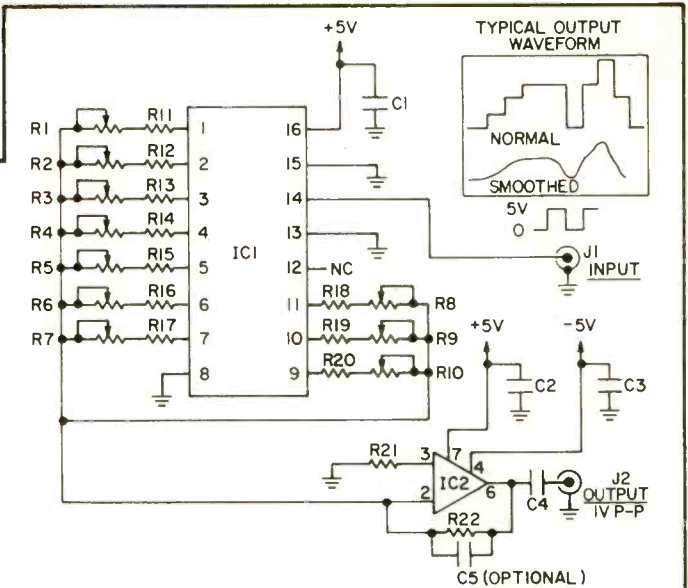 TYPICAL OUTPUT
WAVEFORM
NORMAL
SMOOTHED
5V
0
+5V
C1
R1 R11 1 16
R2 R12 2 15
R3 R13 3 14
R4 R14 4 13
R5 R15 5 12 NC
R6 R16 6 11 R18 R8
R7 R17 7 10 R19 R9
8 9 R20 R10
IC1
J1
INPUT
+5V -5V
C2 C3
R21 3 7 4
IC2
2 6
C4
J2
OUTPUT
1V P-P
R22
C5 (OPTIONAL)